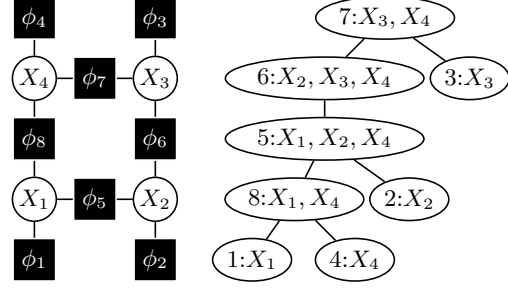 ϕ₄ ϕ₃
X₄ ϕ₇ X₃
ϕ₈ ϕ₆
X₁ ϕ₅ X₂
ϕ₁ ϕ₂
7:X₃, X₄
6:X₂, X₃, X₄ 3:X₃
5:X₁, X₂, X₄
8:X₁, X₄ 2:X₂
1:X₁ 4:X₄